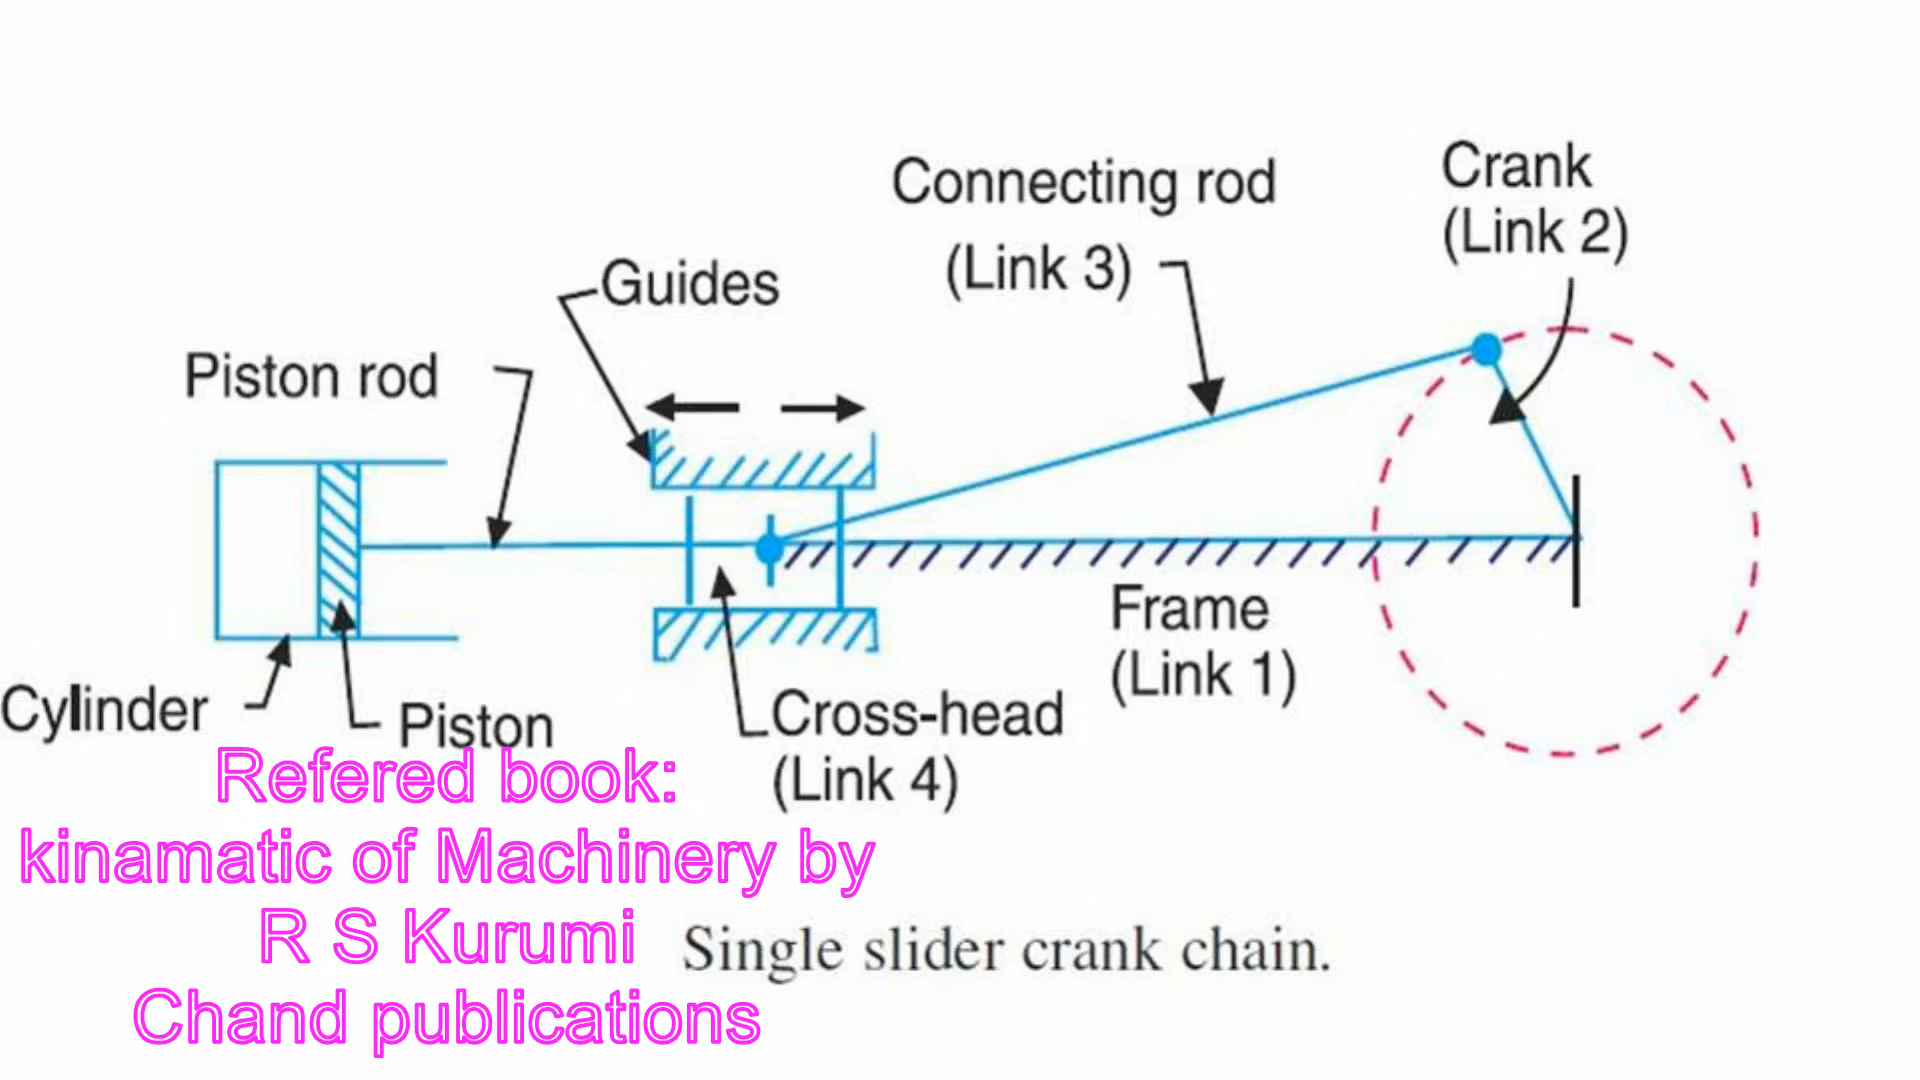 Crank
(Link 2)
Connecting rod
(Link 3)
Guides
Piston rod
Frame
(Link 1)
Cylinder
Piston
Cross-head
(Link 4)
Refered book:
kinamatic of Machinery by
R S Kurumi
Chand publications
Single slider crank chain.